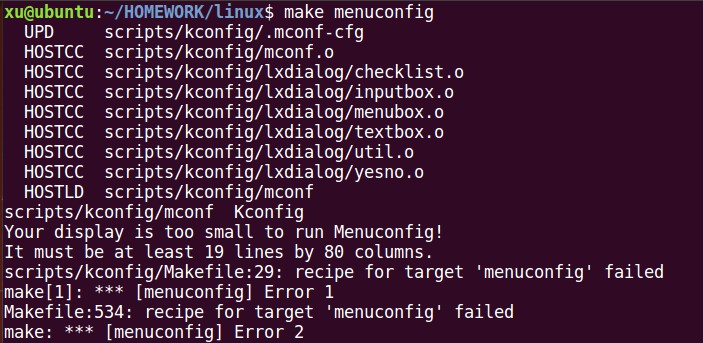 xu@ubuntu:~/HOMEWORK/linux$ make menuconfig
  UPD     scripts/kconfig/.mconf-cfg
  HOSTCC  scripts/kconfig/mconf.o
  HOSTCC  scripts/kconfig/lxdialog/checklist.o
  HOSTCC  scripts/kconfig/lxdialog/inputbox.o
  HOSTCC  scripts/kconfig/lxdialog/menubox.o
  HOSTCC  scripts/kconfig/lxdialog/textbox.o
  HOSTCC  scripts/kconfig/lxdialog/util.o
  HOSTCC  scripts/kconfig/lxdialog/yesno.o
  HOSTLD  scripts/kconfig/mconf
scripts/kconfig/mconf  Kconfig
Your display is too small to run Menuconfig!
It must be at least 19 lines by 80 columns.
scripts/kconfig/Makefile:29: recipe for target 'menuconfig' failed
make[1]: *** [menuconfig] Error 1
Makefile:534: recipe for target 'menuconfig' failed
make: *** [menuconfig] Error 2